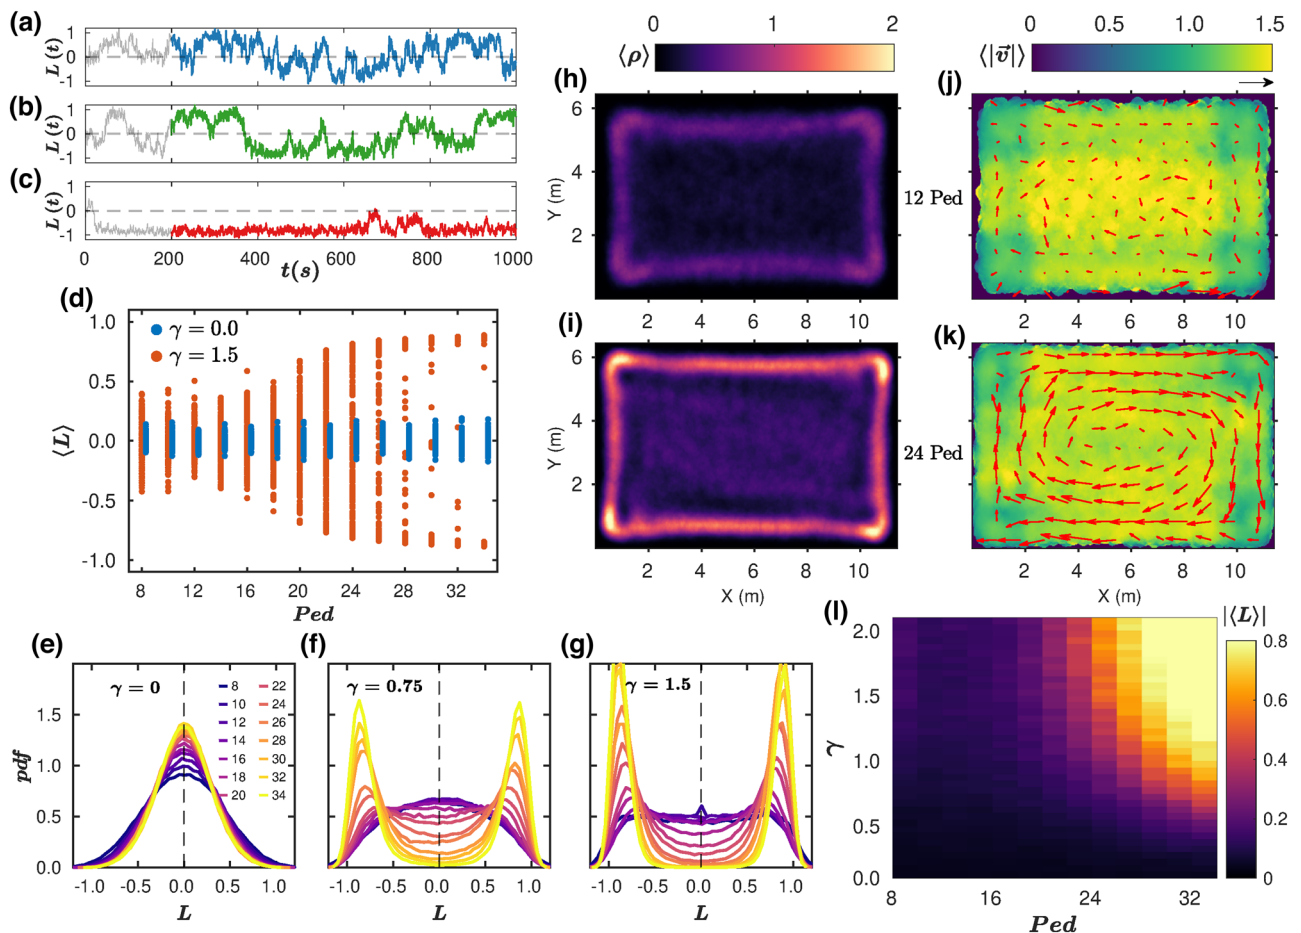 (a)
L(t)
1
0
-1
(b)
L(t)
1
0
-1
(c)
L(t)
1
0
-1
0 200 400 600 800 1000
t(s)
(d)
γ = 0.0
γ = 1.5
⟨L⟩
1.0
0.5
0.0
-0.5
-1.0
8 12 16 20 24 28 32
Ped
⟨ρ⟩
0 1 2
(h)
Y (m)
6
4
2
2 4 6 8 10
(i)
Y (m)
6
4
2
2 4 6 8 10
X (m)
⟨|v⃗|⟩
0 0.5 1.0 1.5
(j)
12 Ped
2 4 6 8 10
(k)
24 Ped
2 4 6 8 10
X (m)
(e)
γ = 0
8 22
10 24
12 26
14 28
16 30
18 32
20 34
pdf
1.5
1.0
0.5
0.0
-1.0 -0.5 0.0 0.5 1.0
L
(f)
γ = 0.75
-1.0 -0.5 0.0 0.5 1.0
L
(g)
γ = 1.5
-1.0 -0.5 0.0 0.5 1.0
L
(l)
|⟨L⟩|
γ
2.0
1.5
1.0
0.5
0.0
8 16 24 32
Ped
0.8
0.6
0.4
0.2
0